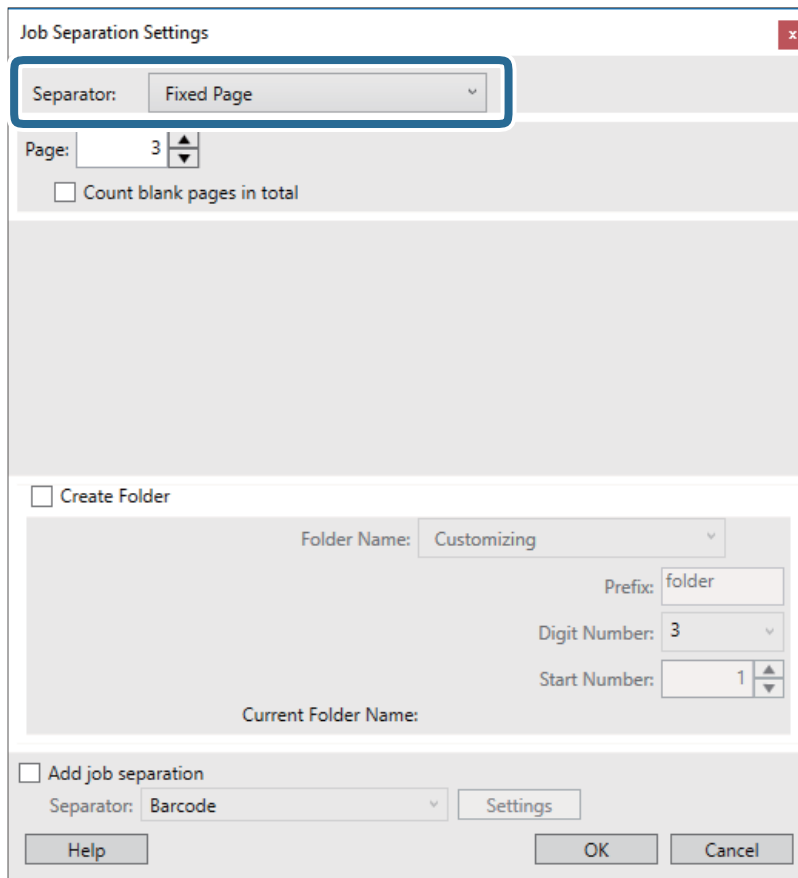 Job Separation Settings
x
Separator: Fixed Page
Page: 3
Count blank pages in total
Create Folder
Folder Name: Customizing
Prefix: folder
Digit Number: 3
Start Number: 1
Current Folder Name:
Add job separation
Separator: Barcode Settings
Help OK Cancel